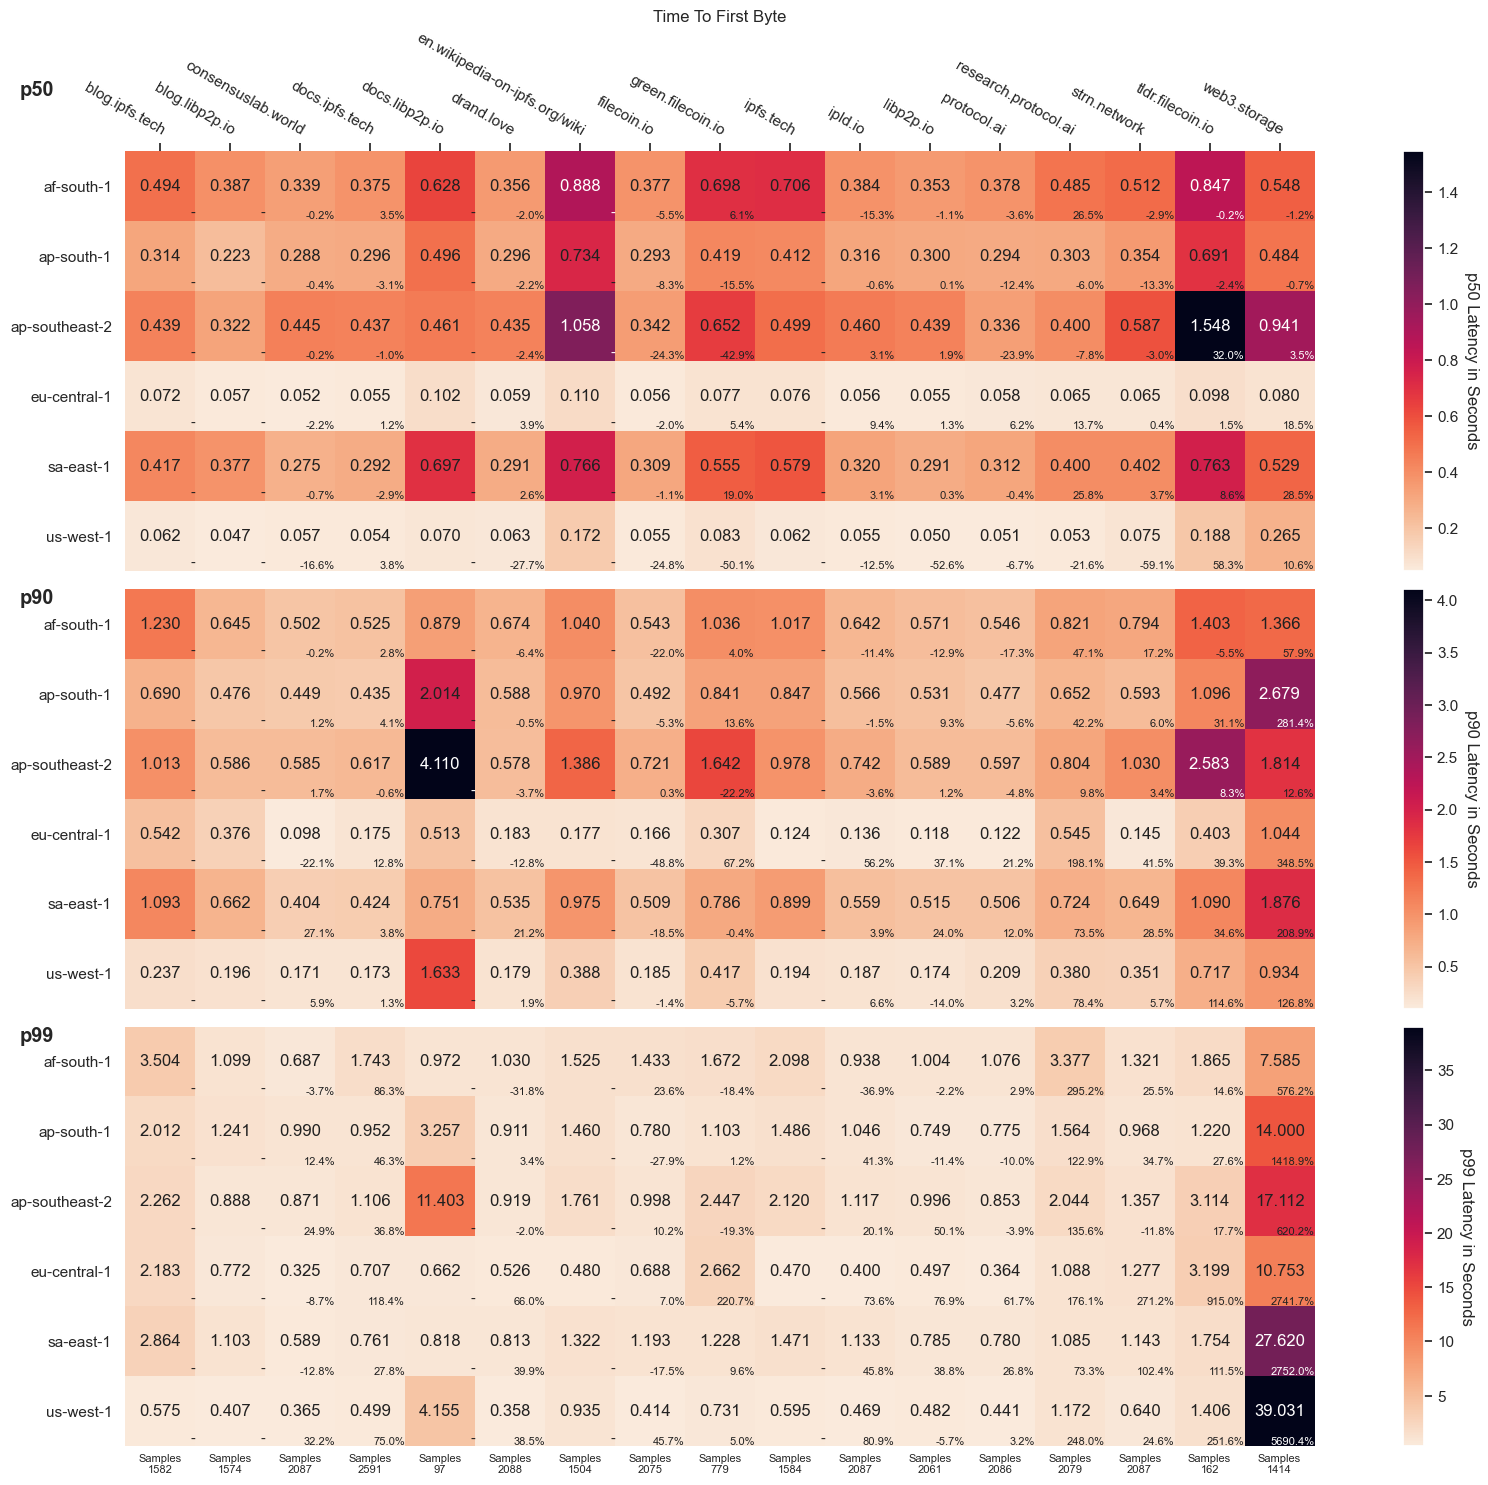 Time To First Byte
p50
blog.ipfs.tech
blog.libp2p.io
consensuslab.world
docs.ipfs.tech
docs.libp2p.io
drand.love
en.wikipedia-on-ipfs.org/wiki
filecoin.io
green.filecoin.io
ipfs.tech
ipld.io
libp2p.io
protocol.ai
research.protocol.ai
strn.network
tldr.filecoin.io
web3.storage
af-south-1 0.494 0.387 0.339 0.375 0.628 0.356 0.888 0.377 0.698 0.706 0.384 0.353 0.378 0.485 0.512 0.847 0.548
- - -0.2% 3.5% - -2.0% - -5.5% 6.1% - -15.3% -1.1% -3.6% 26.5% -2.9% -0.2% -1.2%
ap-south-1 0.314 0.223 0.288 0.296 0.496 0.296 0.734 0.293 0.419 0.412 0.316 0.300 0.294 0.303 0.354 0.691 0.484
- - -0.4% -3.1% - -2.2% - -8.3% -15.5% - -0.6% 0.1% -12.4% -6.0% -13.3% -2.4% -0.7%
ap-southeast-2 0.439 0.322 0.445 0.437 0.461 0.435 1.058 0.342 0.652 0.499 0.460 0.439 0.336 0.400 0.587 1.548 0.941
- - -0.2% -1.0% - -2.4% - -24.3% -42.9% - 3.1% 1.9% -23.9% -7.8% -3.0% 32.0% 3.5%
eu-central-1 0.072 0.057 0.052 0.055 0.102 0.059 0.110 0.056 0.077 0.076 0.056 0.055 0.058 0.065 0.065 0.098 0.080
- - -2.2% 1.2% - 3.9% - -2.0% 5.4% - 9.4% 1.3% 6.2% 13.7% 0.4% 1.5% 18.5%
sa-east-1 0.417 0.377 0.275 0.292 0.697 0.291 0.766 0.309 0.555 0.579 0.320 0.291 0.312 0.400 0.402 0.763 0.529
- - -0.7% -2.9% - 2.6% - -1.1% 19.0% - 3.1% 0.3% -0.4% 25.8% 3.7% 8.6% 28.5%
us-west-1 0.062 0.047 0.057 0.054 0.070 0.063 0.172 0.055 0.083 0.062 0.055 0.050 0.051 0.053 0.075 0.188 0.265
- - -16.6% 3.8% - -27.7% - -24.8% -50.1% - -12.5% -52.6% -6.7% -21.6% -59.1% 58.3% 10.6%
1.4
1.2
1.0
0.8
0.6
0.4
0.2
p50 Latency in Seconds
p90
af-south-1 1.230 0.645 0.502 0.525 0.879 0.674 1.040 0.543 1.036 1.017 0.642 0.571 0.546 0.821 0.794 1.403 1.366
- - -0.2% 2.8% - -6.4% - -22.0% 4.0% - -11.4% -12.9% -17.3% 47.1% 17.2% -5.5% 57.9%
ap-south-1 0.690 0.476 0.449 0.435 2.014 0.588 0.970 0.492 0.841 0.847 0.566 0.531 0.477 0.652 0.593 1.096 2.679
- - 1.2% 4.1% - -0.5% - -5.3% 13.6% - -1.5% 9.3% -5.6% 42.2% 6.0% 31.1% 281.4%
ap-southeast-2 1.013 0.586 0.585 0.617 4.110 0.578 1.386 0.721 1.642 0.978 0.742 0.589 0.597 0.804 1.030 2.583 1.814
- - 1.7% -0.6% - -3.7% - 0.3% -22.2% - -3.6% 1.2% -4.8% 9.8% 3.4% 8.3% 12.6%
eu-central-1 0.542 0.376 0.098 0.175 0.513 0.183 0.177 0.166 0.307 0.124 0.136 0.118 0.122 0.545 0.145 0.403 1.044
- - -22.1% 12.8% - -12.8% - -48.8% 67.2% - 56.2% 37.1% 21.2% 198.1% 41.5% 39.3% 348.5%
sa-east-1 1.093 0.662 0.404 0.424 0.751 0.535 0.975 0.509 0.786 0.899 0.559 0.515 0.506 0.724 0.649 1.090 1.876
- - 27.1% 3.8% - 21.2% - -18.5% -0.4% - 3.9% 24.0% 12.0% 73.5% 28.5% 34.6% 208.9%
us-west-1 0.237 0.196 0.171 0.173 1.633 0.179 0.388 0.185 0.417 0.194 0.187 0.174 0.209 0.380 0.351 0.717 0.934
- - 5.9% 1.3% - 1.9% - -1.4% -5.7% - 6.6% -14.0% 3.2% 78.4% 5.7% 114.6% 126.8%
4.0
3.5
3.0
2.5
2.0
1.5
1.0
0.5
p90 Latency in Seconds
p99
af-south-1 3.504 1.099 0.687 1.743 0.972 1.030 1.525 1.433 1.672 2.098 0.938 1.004 1.076 3.377 1.321 1.865 7.585
- - -3.7% 86.3% - -31.8% - 23.6% -18.4% - -36.9% -2.2% 2.9% 295.2% 25.5% 14.6% 576.2%
ap-south-1 2.012 1.241 0.990 0.952 3.257 0.911 1.460 0.780 1.103 1.486 1.046 0.749 0.775 1.564 0.968 1.220 14.000
- - 12.4% 46.3% - 3.4% - -27.9% 1.2% - 41.3% -11.4% -10.0% 122.9% 34.7% 27.6% 1418.9%
ap-southeast-2 2.262 0.888 0.871 1.106 11.403 0.919 1.761 0.998 2.447 2.120 1.117 0.996 0.853 2.044 1.357 3.114 17.112
- - 24.9% 36.8% - -2.0% - 10.2% -19.3% - 20.1% 50.1% -3.9% 135.6% -11.8% 17.7% 620.2%
eu-central-1 2.183 0.772 0.325 0.707 0.662 0.526 0.480 0.688 2.662 0.470 0.400 0.497 0.364 1.088 1.277 3.199 10.753
- - -8.7% 118.4% - 66.0% - 7.0% 220.7% - 73.6% 76.9% 61.7% 176.1% 271.2% 915.0% 2741.7%
sa-east-1 2.864 1.103 0.589 0.761 0.818 0.813 1.322 1.193 1.228 1.471 1.133 0.785 0.780 1.085 1.143 1.754 27.620
- - -12.8% 27.8% - 39.9% - -17.5% 9.6% - 45.8% 38.8% 26.8% 73.3% 102.4% 111.5% 2752.0%
us-west-1 0.575 0.407 0.365 0.499 4.155 0.358 0.935 0.414 0.731 0.595 0.469 0.482 0.441 1.172 0.640 1.406 39.031
- - 32.2% 75.0% - 38.5% - 45.7% 5.0% - 80.9% -5.7% 3.2% 248.0% 24.6% 251.6% 5690.4%
35
30
25
20
15
10
5
p99 Latency in Seconds
Samples Samples Samples Samples Samples Samples Samples Samples Samples Samples Samples Samples Samples Samples Samples Samples Samples
1582 1574 2087 2591 97 2088 1504 2075 779 1584 2087 2061 2086 2079 2087 162 1414